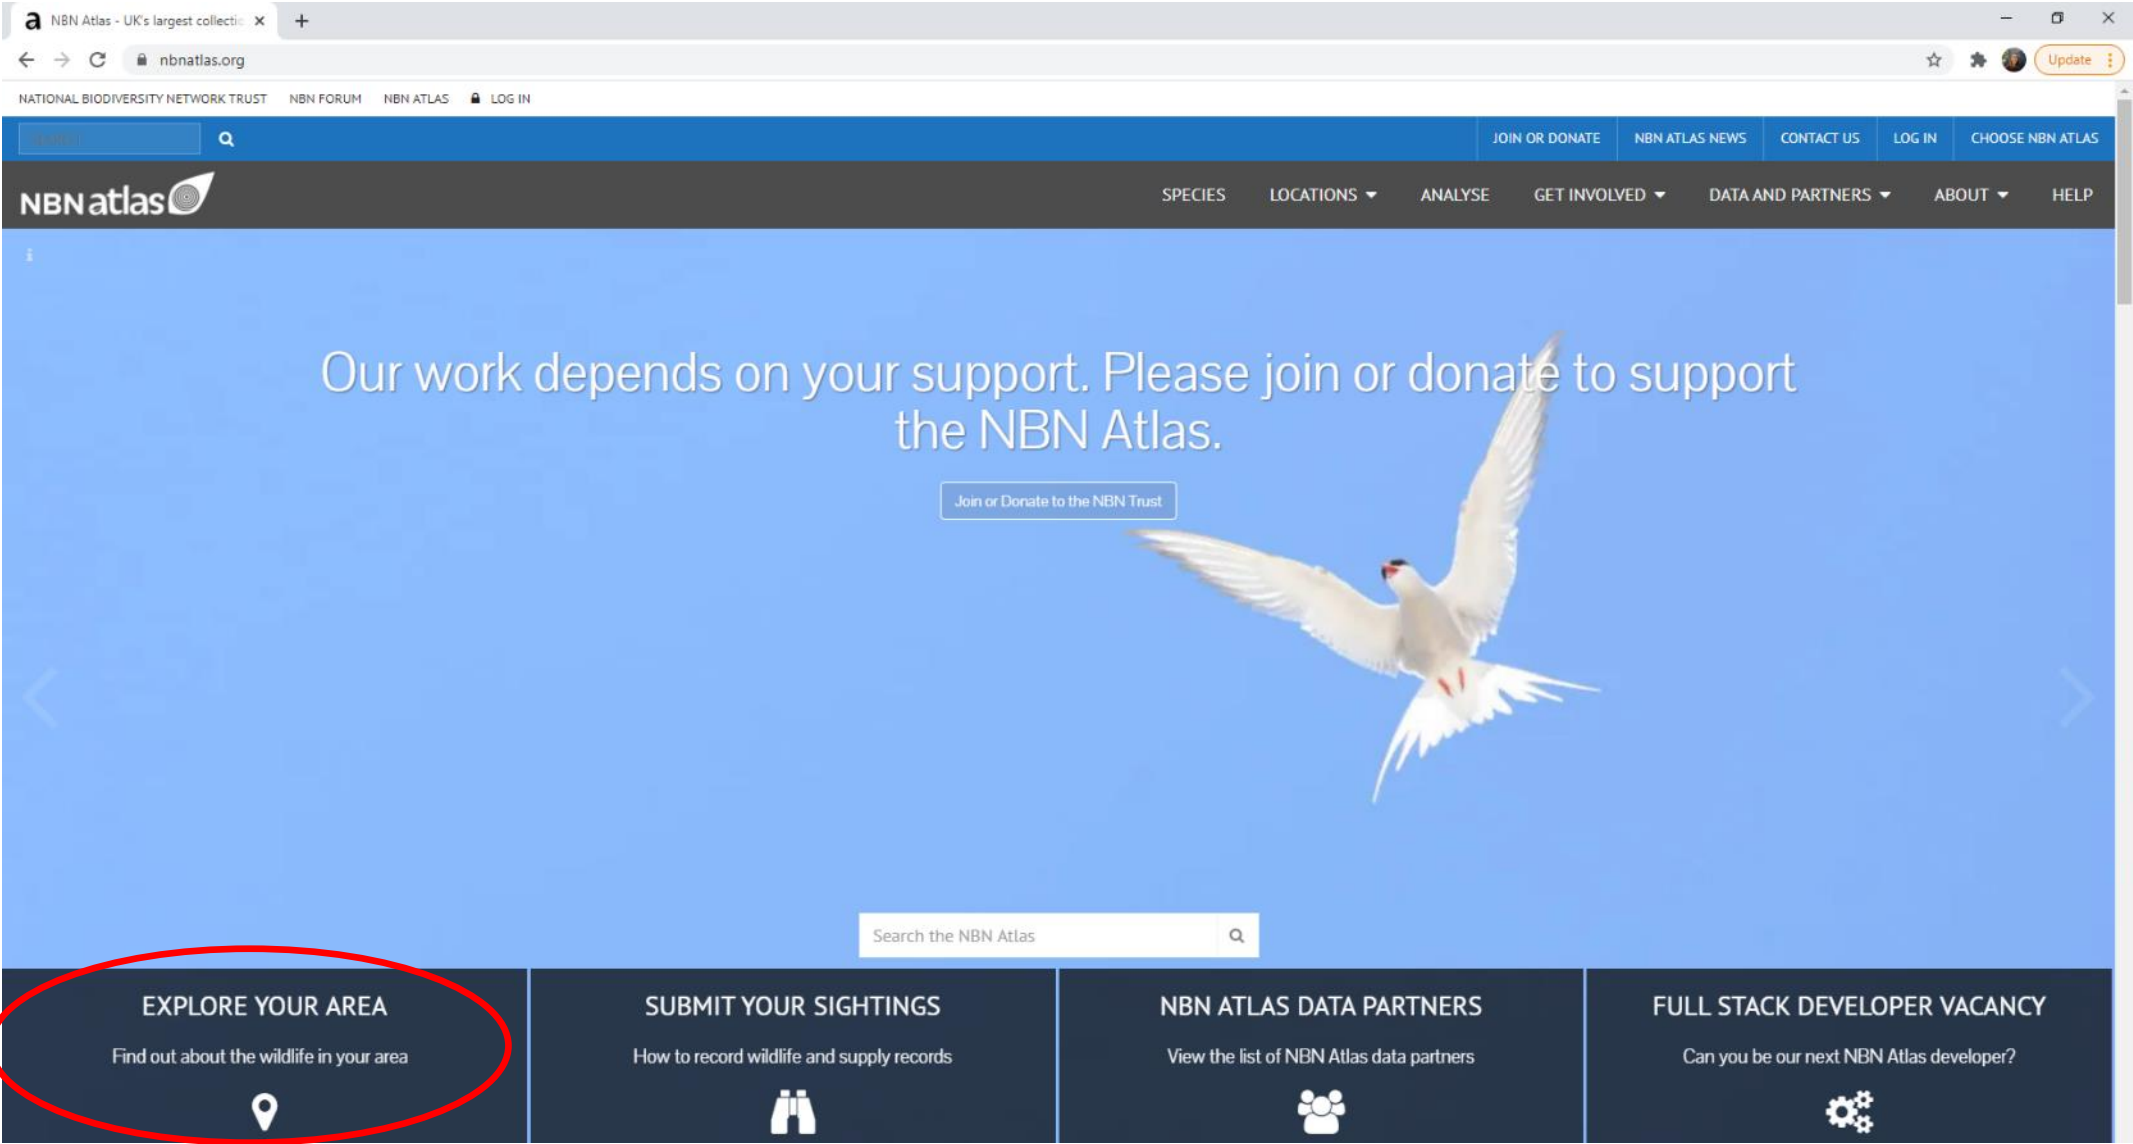 a NBN Atlas - UK's largest collectic
nbnatlas.org
Update
NATIONAL BIODIVERSITY NETWORK TRUST NBN FORUM NBN ATLAS LOG IN
JOIN OR DONATE NBN ATLAS NEWS CONTACT US LOG IN CHOOSE NBN ATLAS
NBN atlas SPECIES LOCATIONS ANALYSE GET INVOLVED DATA AND PARTNERS ABOUT HELP
i
Our work depends on your support. Please join or donate to support
the NBN Atlas.
Join or Donate to the NBN Trust
Search the NBN Atlas
EXPLORE YOUR AREA
Find out about the wildlife in your area
SUBMIT YOUR SIGHTINGS
How to record wildlife and supply records
NBN ATLAS DATA PARTNERS
View the list of NBN Atlas data partners
FULL STACK DEVELOPER VACANCY
Can you be our next NBN Atlas developer?